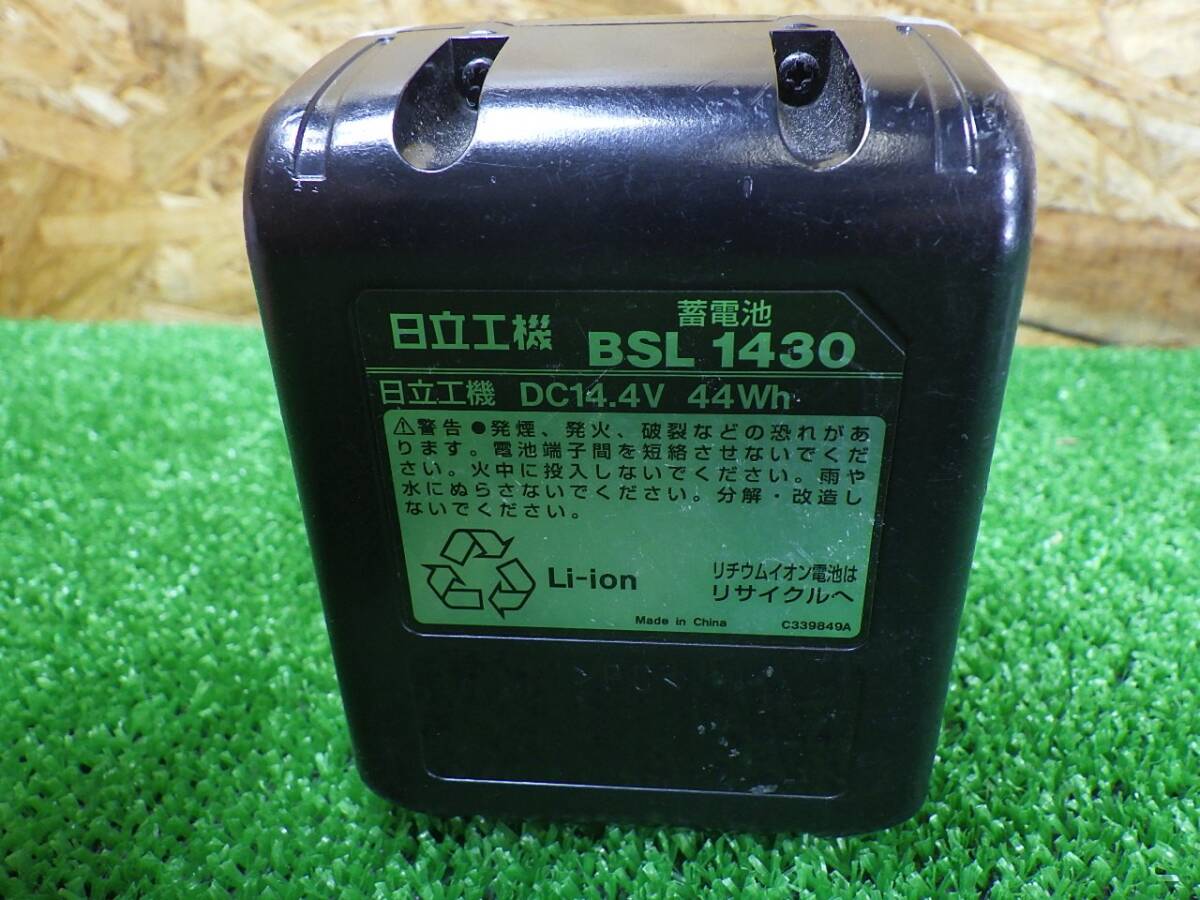 蓄電池
日立工機 BSL 1430
日立工機 DC14.4V 44Wh
⚠警告 ●発煙、発火、破裂などの恐れがあ
ります。電池端子間を短絡させないでくだ
さい。火中に投入しないでください。雨や
水にぬらさないでください。分解・改造し
ないでください。
Li-ion
リチウムイオン電池は
リサイクルへ
Made in China C339849A